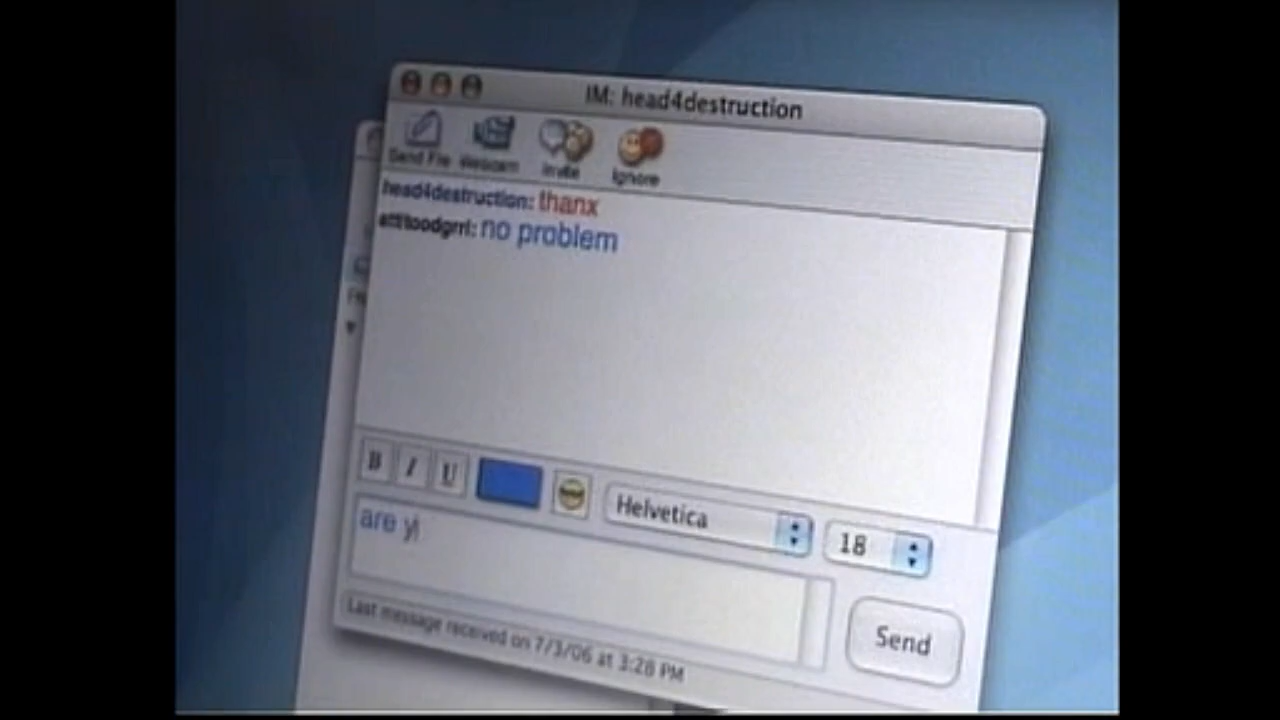 IM: head4destruction
Send File Webcam Invite Ignore
head4destruction: thanx
attitoodgrrl: no problem
B I U Helvetica 18
are y
Send
Last message received on 7/3/06 at 3:28 PM